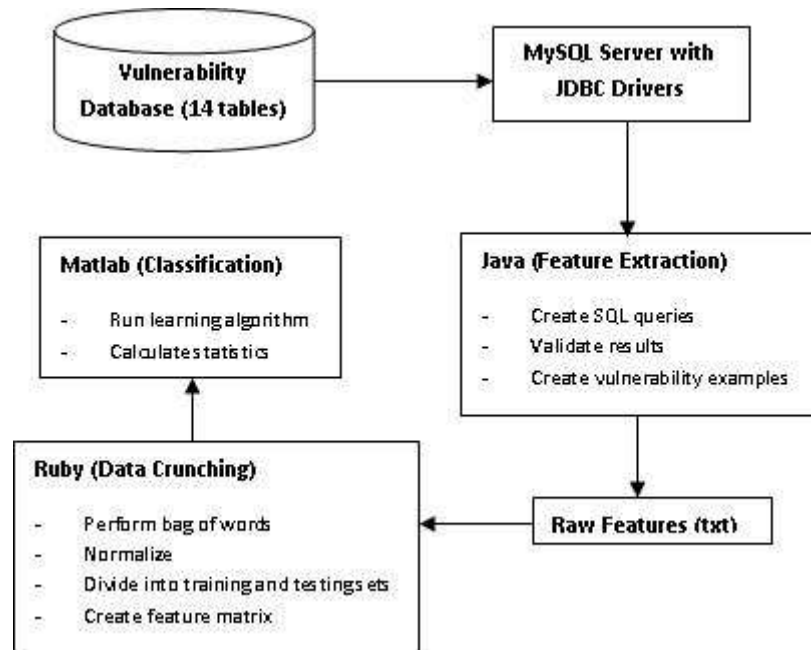 Vulnerability
Database (14 tables)
MySQL Server with
JDBC Drivers
Java (Feature Extraction)
- Create SQL queries
- Validate results
- Create vulnerability examples
Raw Features (txt)
Ruby (Data Crunching)
- Perform bag of words
- Normalize
- Divide into training and testing sets
- Create feature matrix
Matlab (Classification)
- Run learning algorithm
- Calculate statistics